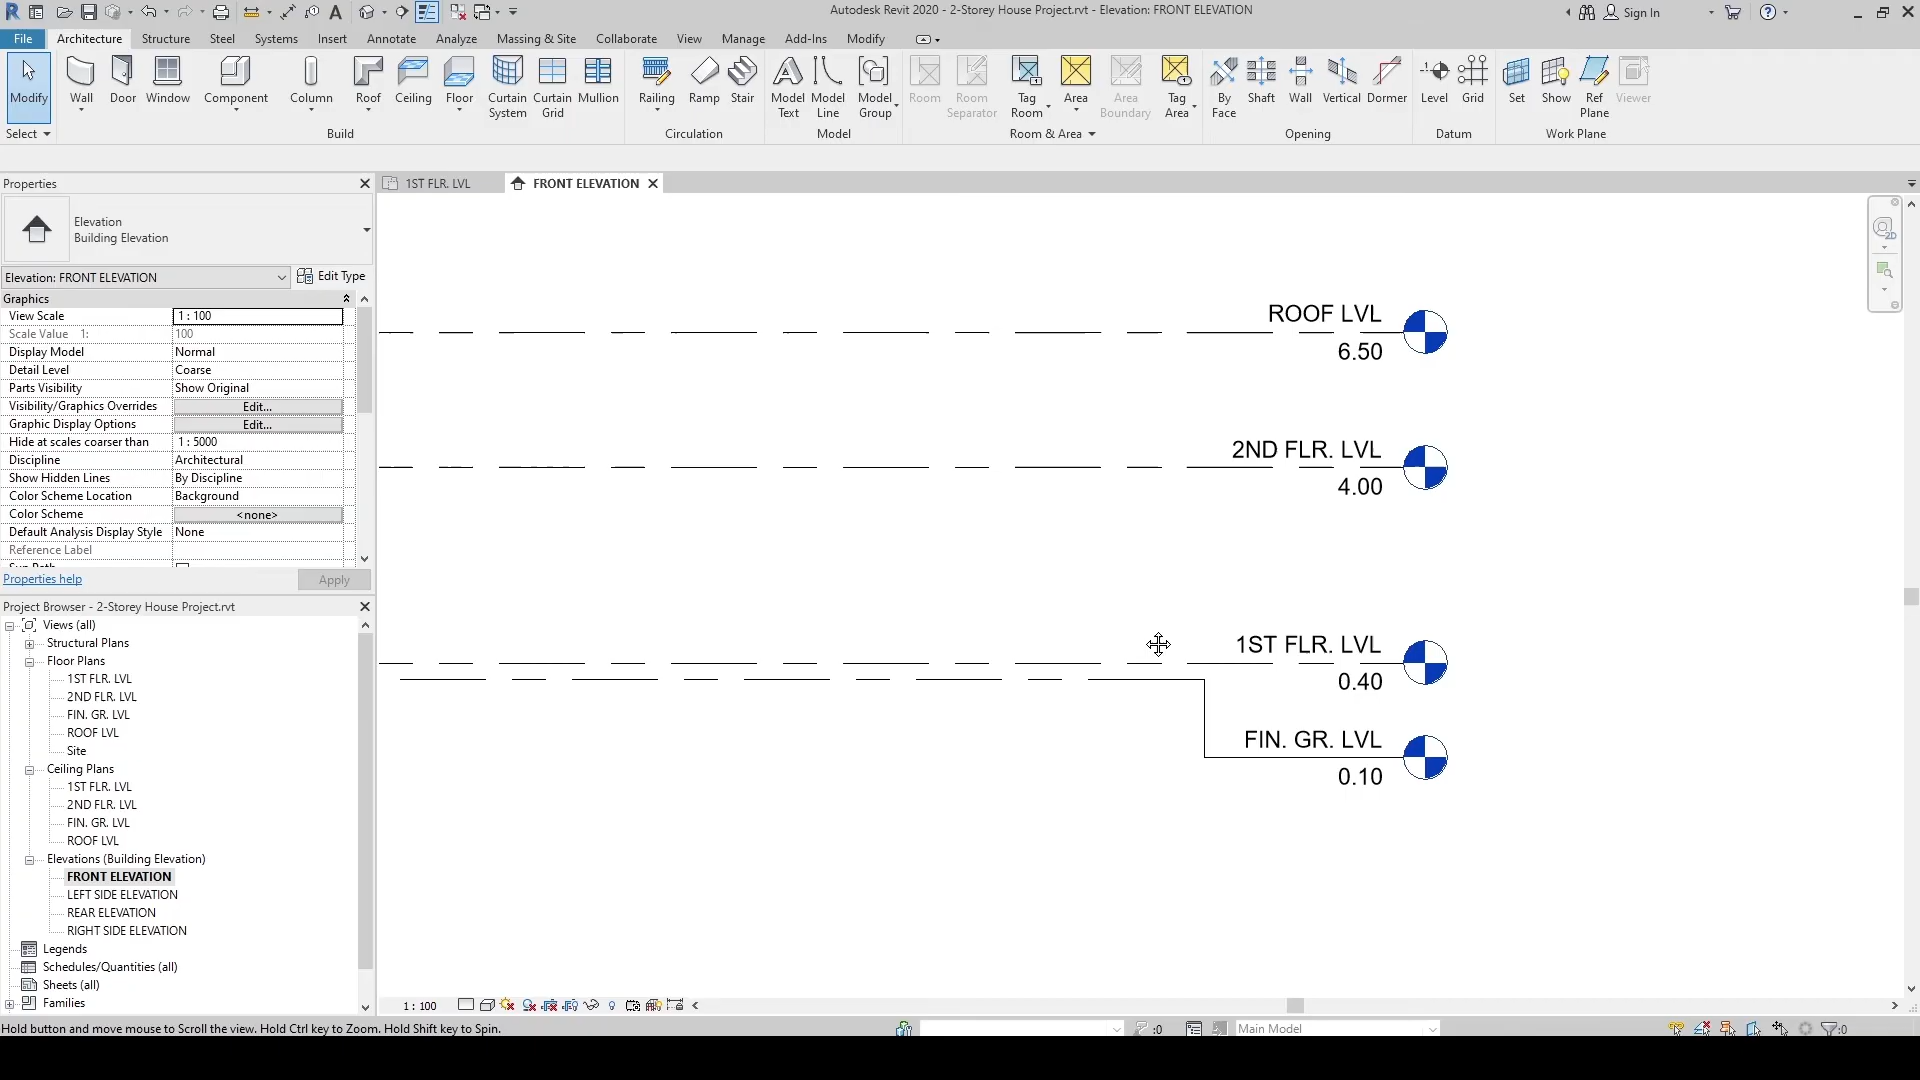 Autodesk Revit 2020 - 2-Storey House Project.rvt - Elevation: FRONT ELEVATION
Sign In
File Architecture Structure Steel Systems Insert Annotate Analyze Massing & Site Collaborate View Manage Add-Ins Modify
Modify Wall Door Window Component Column Roof Ceiling Floor Curtain System Curtain Grid Mullion Railing Ramp Stair Model Text Model Line Model Group Room Room Separator Tag Room Area Area Boundary Tag Area By Face Shaft Wall Vertical Dormer Level Grid Set Show Ref Plane Viewer
Select Build Circulation Model Room & Area Opening Datum Work Plane
Properties
1ST FLR. LVL
FRONT ELEVATION
Elevation
Building Elevation
Elevation: FRONT ELEVATION
Edit Type
Graphics
View Scale 1 : 100
Scale Value 1: 100
Display Model Normal
Detail Level Coarse
Parts Visibility Show Original
Visibility/Graphics Overrides Edit...
Graphic Display Options Edit...
Hide at scales coarser than 1 : 5000
Discipline Architectural
Show Hidden Lines By Discipline
Color Scheme Location Background
Color Scheme <none>
Default Analysis Display Style None
Reference Label
Sun Path
Properties help
Apply
Project Browser - 2-Storey House Project.rvt
Views (all)
Structural Plans
Floor Plans
1ST FLR. LVL
2ND FLR. LVL
FIN. GR. LVL
ROOF LVL
Site
Ceiling Plans
1ST FLR. LVL
2ND FLR. LVL
FIN. GR. LVL
ROOF LVL
Elevations (Building Elevation)
FRONT ELEVATION
LEFT SIDE ELEVATION
REAR ELEVATION
RIGHT SIDE ELEVATION
Legends
Schedules/Quantities (all)
Sheets (all)
Families
ROOF LVL
6.50
2ND FLR. LVL
4.00
1ST FLR. LVL
0.40
FIN. GR. LVL
0.10
2D
1 : 100
Hold button and move mouse to Scroll the view. Hold Ctrl key to Zoom. Hold Shift key to Spin.
:0
Main Model
:0